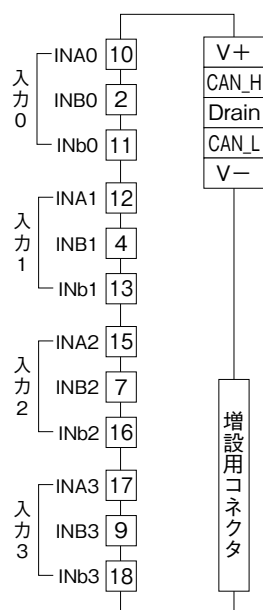 入力0
INA0 10
INB0 2
INb0 11
入力1
INA1 12
INB1 4
INb1 13
入力2
INA2 15
INB2 7
INb2 16
入力3
INA3 17
INB3 9
INb3 18
V+
CAN_H
Drain
CAN_L
V−
増設用コネクタ